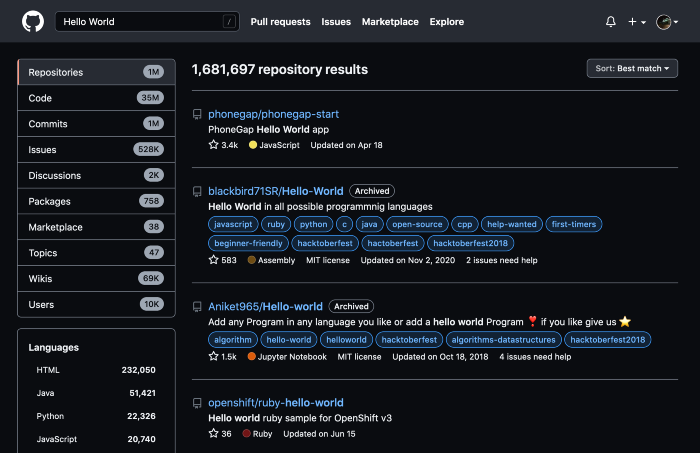 Hello World /
Pull requests Issues Marketplace Explore
Repositories 1M
Code 35M
Commits 1M
Issues 528K
Discussions 2K
Packages 758
Marketplace 38
Topics 47
Wikis 69K
Users 10K
Languages
HTML 232,050
Java 51,421
Python 22,326
JavaScript 20,740
1,681,697 repository results
Sort: Best match
phonegap/phonegap-start
PhoneGap Hello World app
3.4k JavaScript Updated on Apr 18
blackbird71SR/Hello-World Archived
Hello World in all possible programmnig languages
javascript ruby python c java open-source cpp help-wanted first-timers
beginner-friendly hacktoberfest hactoberfest hacktoberfest2018
583 Assembly MIT license Updated on Nov 2, 2020 2 issues need help
Aniket965/Hello-world Archived
Add any Program in any language you like or add a hello world Program ❣️ if you like give us ⭐
algorithm hello-world helloworld hacktoberfest algorithms-datastructures hacktoberfest2018
1.5k Jupyter Notebook MIT license Updated on Oct 18, 2018 4 issues need help
openshift/ruby-hello-world
Hello world ruby sample for OpenShift v3
36 Ruby Updated on Jun 15